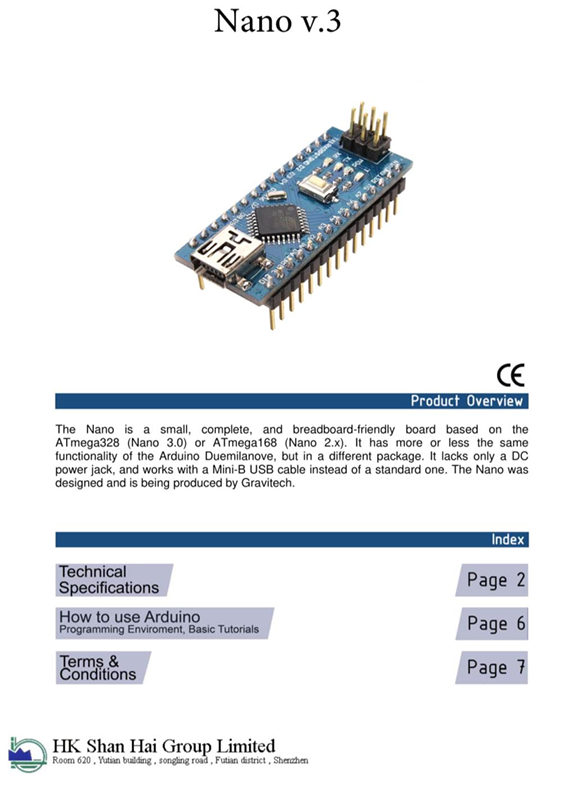 Nano v.3
CE
Product Overview
The Nano is a small, complete, and breadboard-friendly board based on the
ATmega328 (Nano 3.0) or ATmega168 (Nano 2.x). It has more or less the same
functionality of the Arduino Duemilanove, but in a different package. It lacks only a DC
power jack, and works with a Mini-B USB cable instead of a standard one. The Nano was
designed and is being produced by Gravitech.
Index
Technical
Specifications
Page 2
How to use Arduino
Programming Enviroment, Basic Tutorials
Page 6
Terms &
Conditions
Page 7
HK Shan Hai Group Limited
Room 620 , Yutian building , songling road , Futian district , Shenzhen